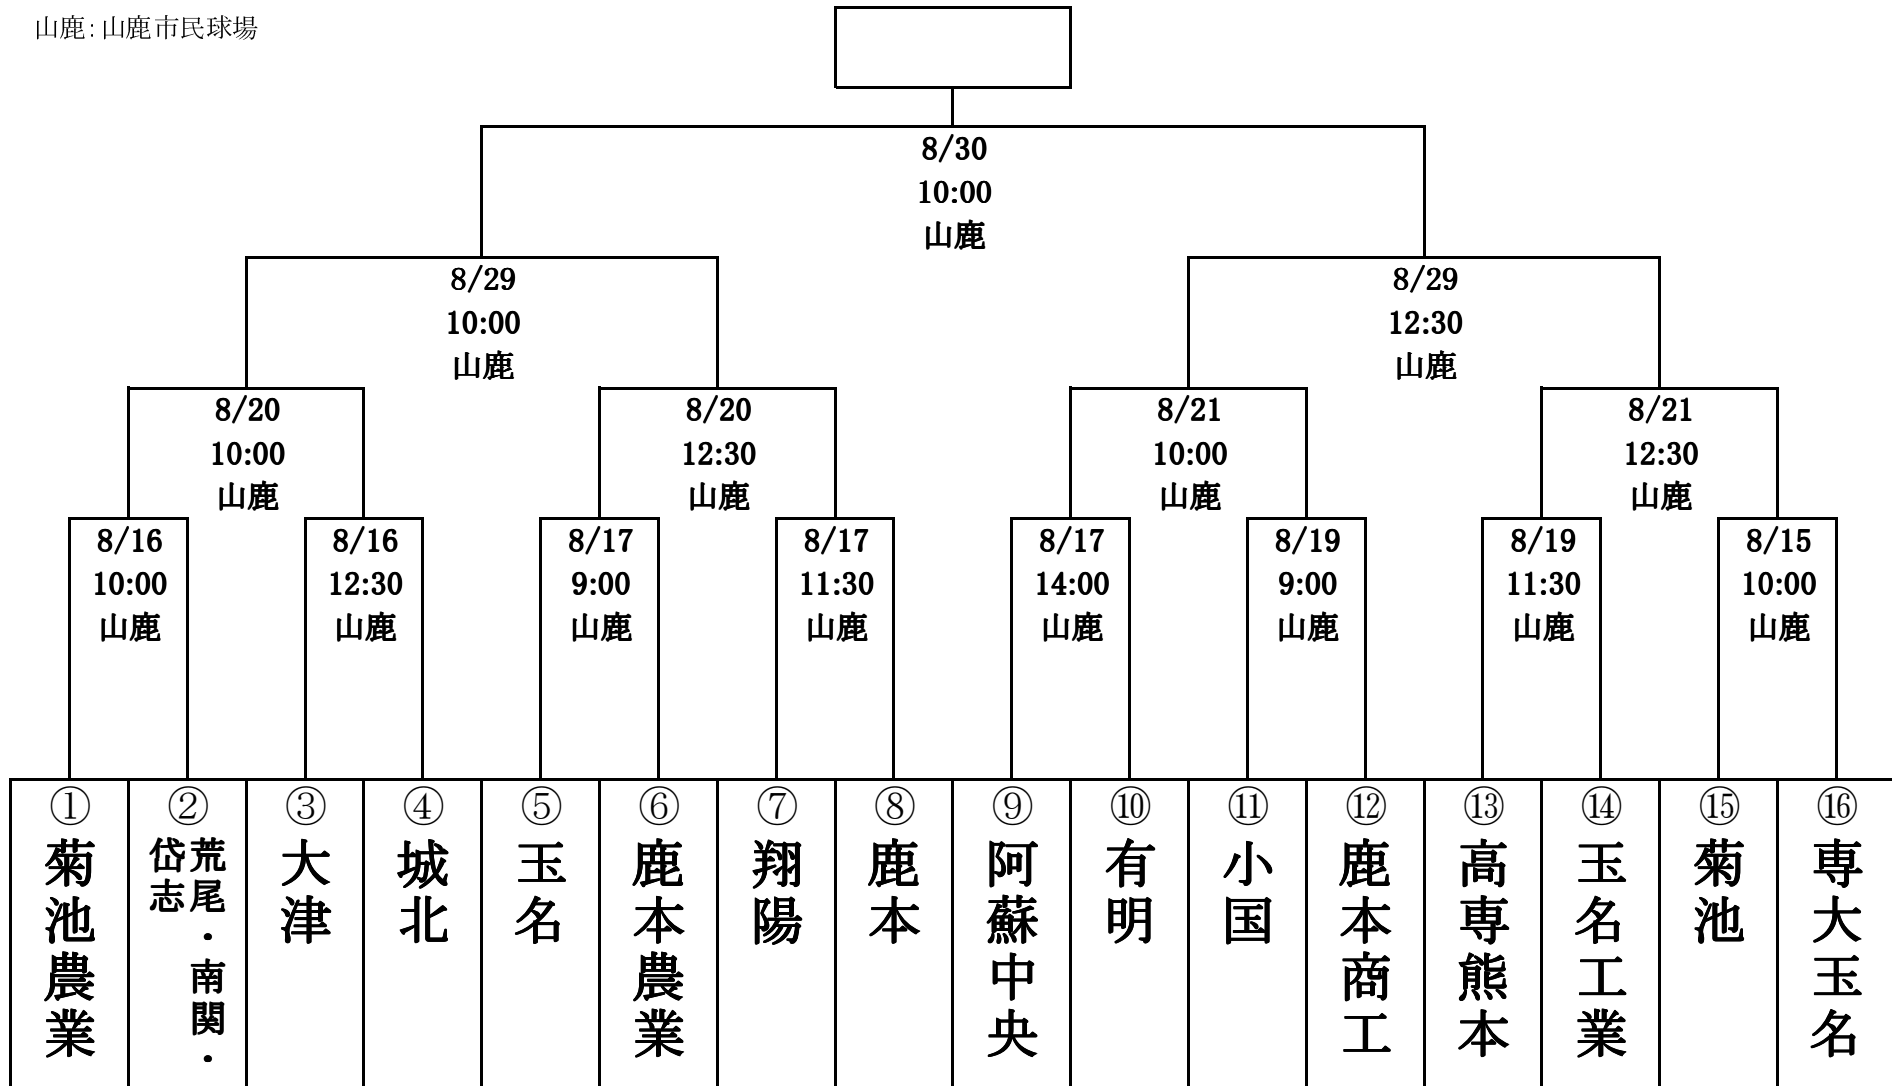 山鹿：山鹿市民球場
8/30
10:00
山鹿
8/29
10:00
山鹿
8/29
12:30
山鹿
8/20
10:00
山鹿
8/20
12:30
山鹿
8/21
10:00
山鹿
8/21
12:30
山鹿
8/16
10:00
山鹿
8/16
12:30
山鹿
8/17
9:00
山鹿
8/17
11:30
山鹿
8/17
14:00
山鹿
8/19
9:00
山鹿
8/19
11:30
山鹿
8/15
10:00
山鹿
①
菊池農業
②
荒尾・南関・
岱志
③
大津
④
城北
⑤
玉名
⑥
鹿本農業
⑦
翔陽
⑧
鹿本
⑨
阿蘇中央
⑩
有明
⑪
小国
⑫
鹿本商工
⑬
高専熊本
⑭
玉名工業
⑮
菊池
⑯
専大玉名